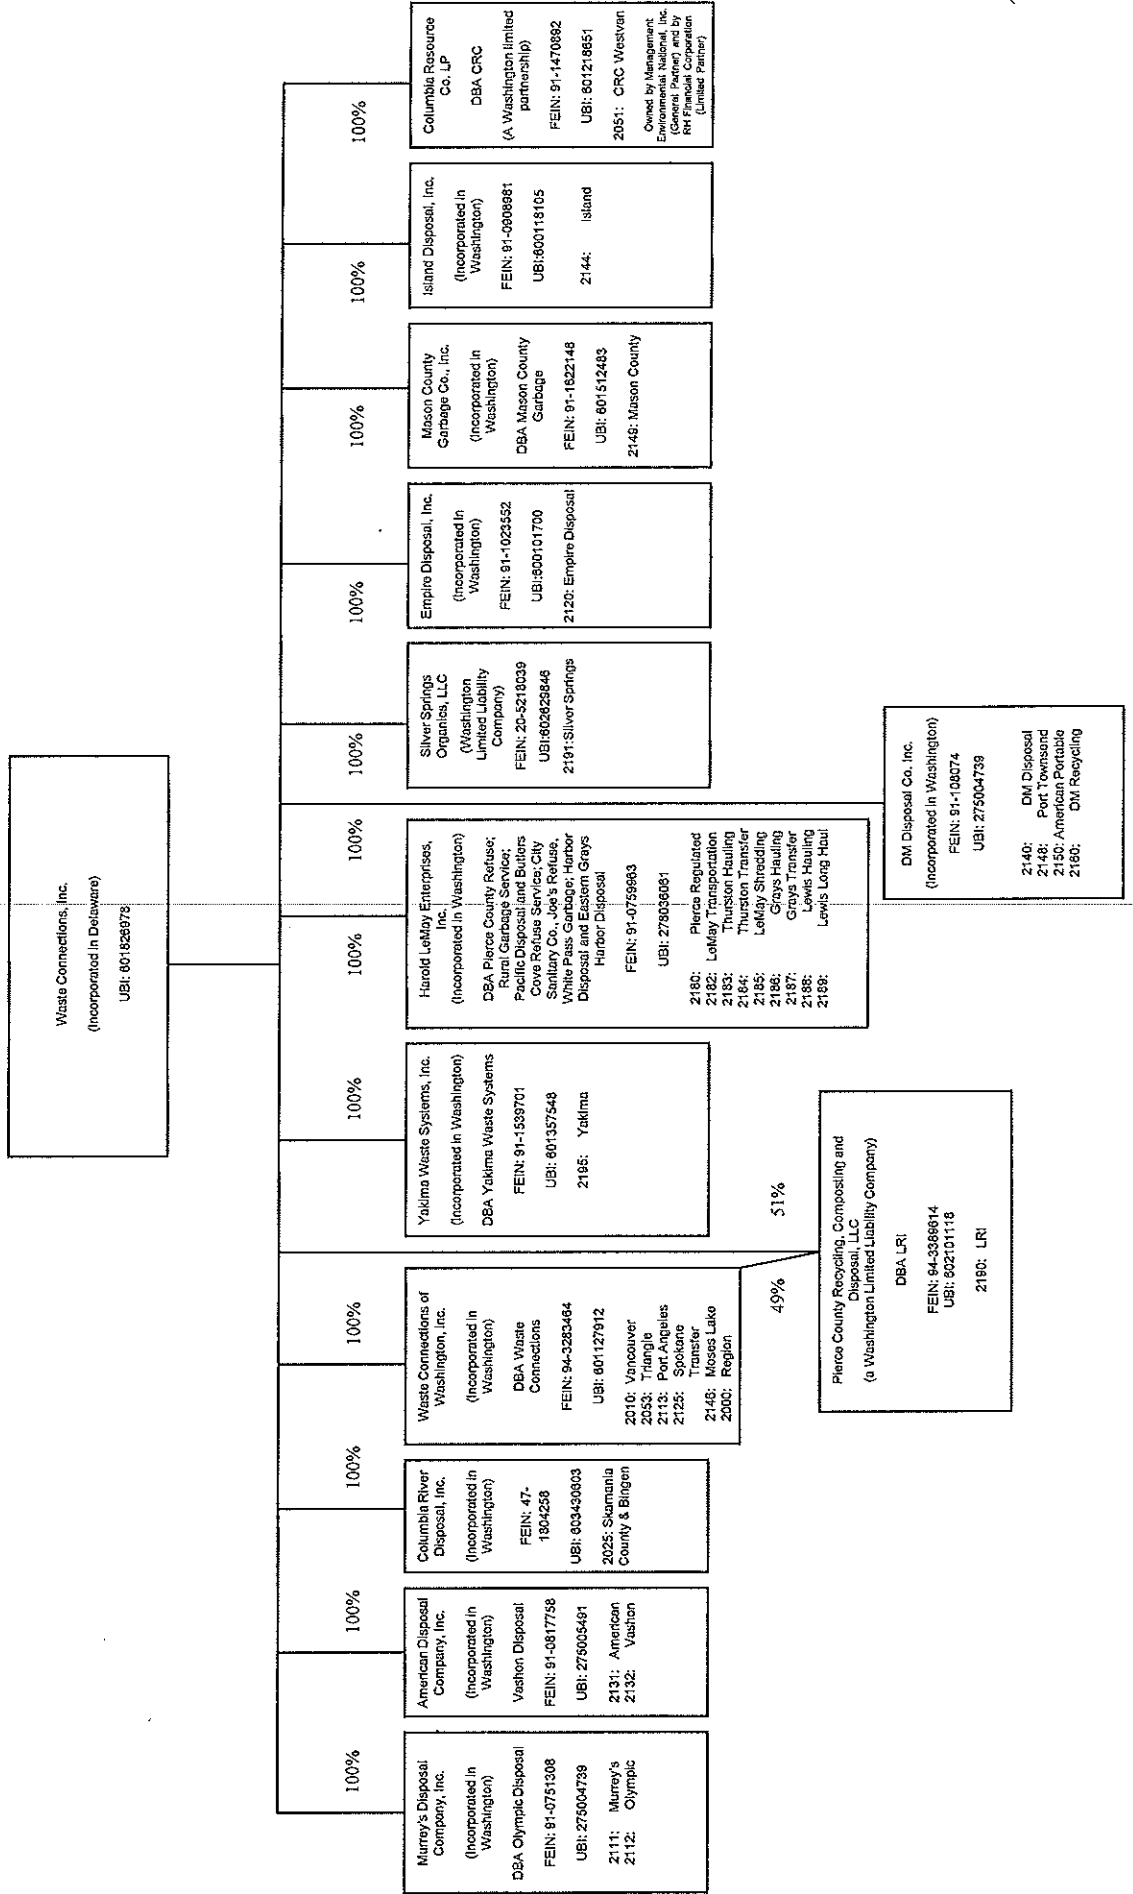 Waste Connections, Inc.
(Incorporated in Delaware)
UBI: 601826978
100%
100%
100%
100%
100%
100%
100%
100%
100%
100%
100%
100%
Murrey's Disposal
Company, Inc.
(Incorporated in
Washington)
DBA Olympic Disposal
FEIN: 91-0751308
UBI: 275004739
2111: Murrey's
2112: Olympic
American Disposal
Company, Inc.
(Incorporated in
Washington)
Vashon Disposal
FEIN: 91-0817758
UBI: 275005491
2131: American
2132: Vashon
Columbia River
Disposal, Inc.
(Incorporated in
Washington)
FEIN: 47-
1304258
UBI: 603430603
2025: Skamania
County & Bingen
Waste Connections of
Washington, Inc.
(Incorporated in
Washington)
DBA Waste
Connections
FEIN: 94-3283464
UBI: 601127912
2010: Vancouver
2053: Triangle
2113: Port Angeles
2125: Spokane
Transfer
2146: Moses Lake
2000: Region
Yakima Waste Systems, Inc.
(Incorporated in Washington)
DBA Yakima Waste Systems
FEIN: 91-1539701
UBI: 601357548
2195: Yakima
Harold LeMay Enterprises,
Inc.
(Incorporated in Washington)
DBA Pierce County Refuse;
Rural Garbage Service;
Pacific Disposal and Butlers
Cove Refuse Service; City
Sanitary Co., Joe's Refuse,
White Pass Garbage; Harbor
Disposal and Eastern Grays
Harbor Disposal
FEIN: 91-0759963
UBI: 278036081
2180: Pierce Regulated
2182: LeMay Transportation
2183: Thurston Hauling
2184: Thurston Transfer
2185: LeMay Shredding
2186: Grays Hauling
2187: Grays Transfer
2188: Lewis Hauling
2189: Lewis Long Haul
Silver Springs
Organics, LLC
(Washington
Limited Liability
Company)
FEIN: 20-5218039
UBI:602629846
2191:Silver Springs
Empire Disposal, Inc.
(Incorporated in
Washington)
FEIN: 91-1023552
UBI:600101700
2120: Empire Disposal
Mason County
Garbage Co., Inc.
(Incorporated in
Washington)
DBA Mason County
Garbage
FEIN: 91-1622148
UBI: 601512483
2149: Mason County
Island Disposal, Inc.
(Incorporated in
Washington)
FEIN: 91-0908981
UBI:600118105
2144: Island
Columbia Resource
Co. LP
DBA CRC
(A Washington limited
partnership)
FEIN: 91-1470892
UBI: 601218651
2051: CRC Westvan
Owned by Management
Environmental National, Inc.
(General Partner) and by
RH Financial Corporation
(Limited Partner)
49%
51%
Pierce County Recycling, Composting and
Disposal, LLC
(a Washington Limited Liability Company)
DBA LRI
FEIN: 94-3389614
UBI: 602101118
2190: LRI
DM Disposal Co. Inc.
(Incorporated in Washington)
FEIN: 91-108074
UBI: 275004739
2140: DM Disposal
2148: Port Townsend
2150: American Portable
2160: DM Recycling